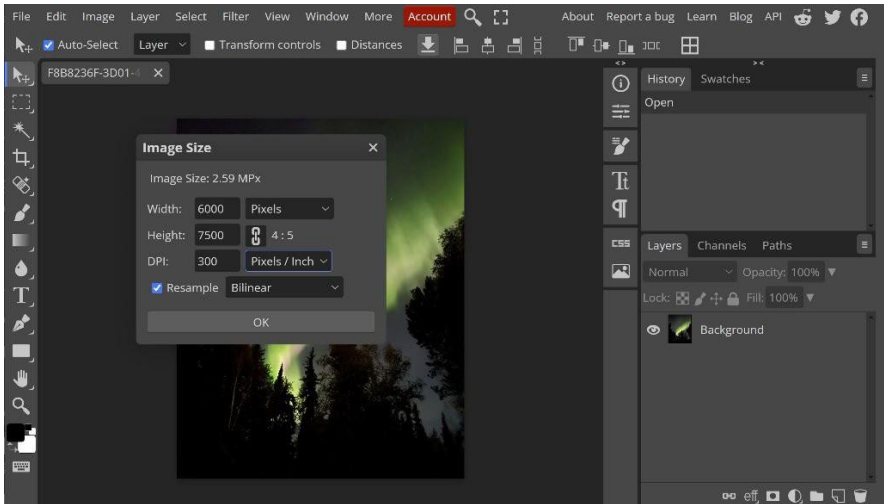 File Edit Image Layer Select Filter View Window More Account About Report a bug Learn Blog API
Auto-Select Layer Transform controls Distances
F8B8236F-3D01-
History Swatches
Open
Image Size
Image Size: 2.59 MPx
Width: 6000 Pixels
Height: 7500 4 : 5
DPI: 300 Pixels / Inch
Resample Bilinear
OK
CSS
Layers Channels Paths
Normal Opacity: 100%
Lock: Fill: 100%
Background
eff